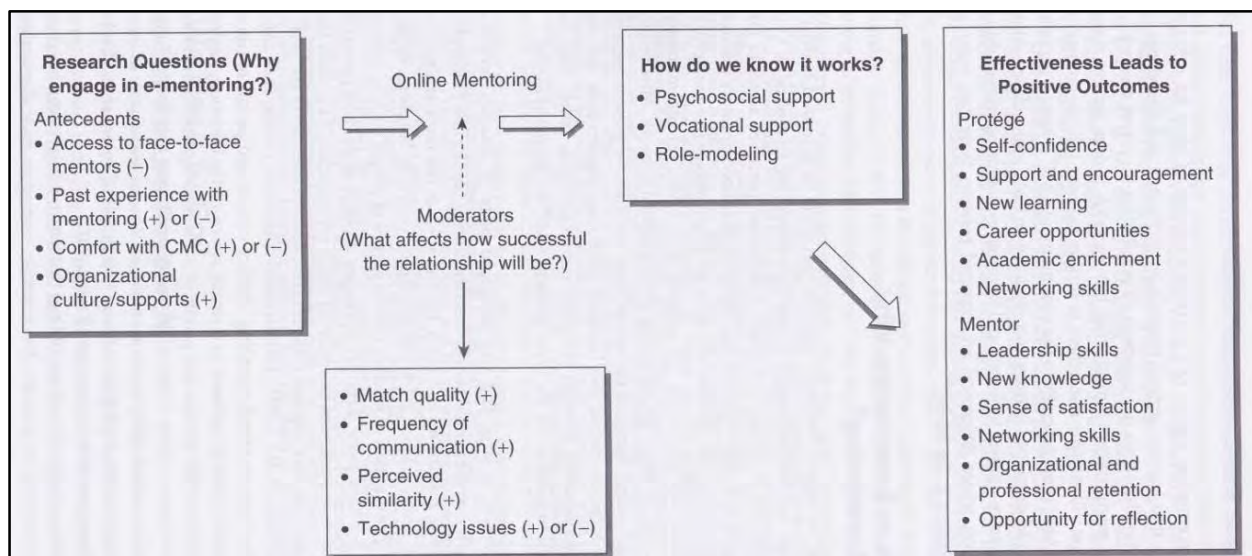 Research Questions (Why
engage in e-mentoring?)
Antecedents
• Access to face-to-face
mentors (–)
• Past experience with
mentoring (+) or (–)
• Comfort with CMC (+) or (–)
• Organizational
culture/supports (+)
Online Mentoring
Moderators
(What affects how successful
the relationship will be?)
• Match quality (+)
• Frequency of
communication (+)
• Perceived
similarity (+)
• Technology issues (+) or (–)
How do we know it works?
• Psychosocial support
• Vocational support
• Role-modeling
Effectiveness Leads to
Positive Outcomes
Protégé
• Self-confidence
• Support and encouragement
• New learning
• Career opportunities
• Academic enrichment
• Networking skills
Mentor
• Leadership skills
• New knowledge
• Sense of satisfaction
• Networking skills
• Organizational and
professional retention
• Opportunity for reflection